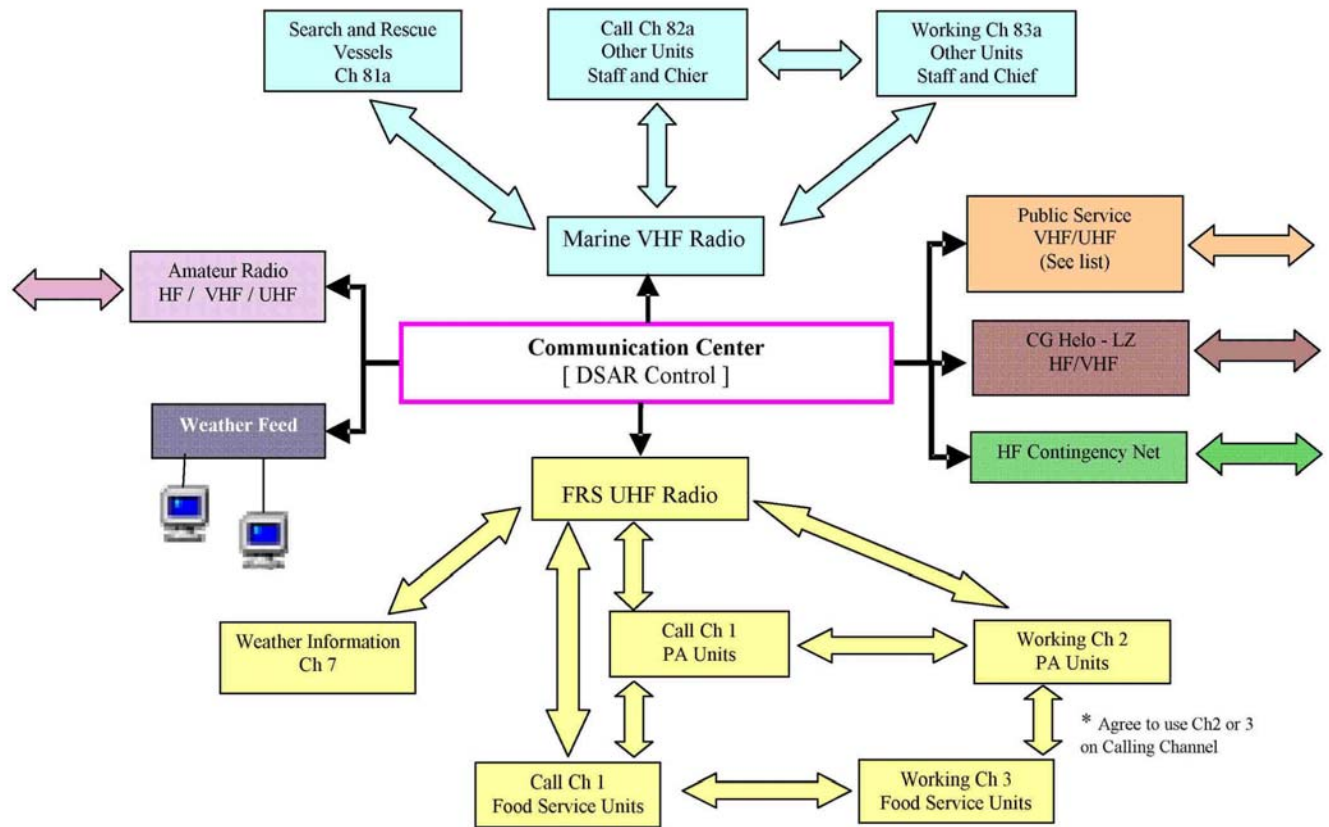 Search and Rescue
Vessels
Ch 81a
Call Ch 82a
Other Units
Staff and Chier
Working Ch 83a
Other Units
Staff and Chief
Marine VHF Radio
Public Service
VHF/UHF
(See list)
Amateur Radio
HF / VHF / UHF
Communication Center
[ DSAR Control ]
CG Helo - LZ
HF/VHF
Weather Feed
HF Contingency Net
FRS UHF Radio
Weather Information
Ch 7
Call Ch 1
PA Units
Working Ch 2
PA Units
* Agree to use Ch2 or 3
on Calling Channel
Call Ch 1
Food Service Units
Working Ch 3
Food Service Units